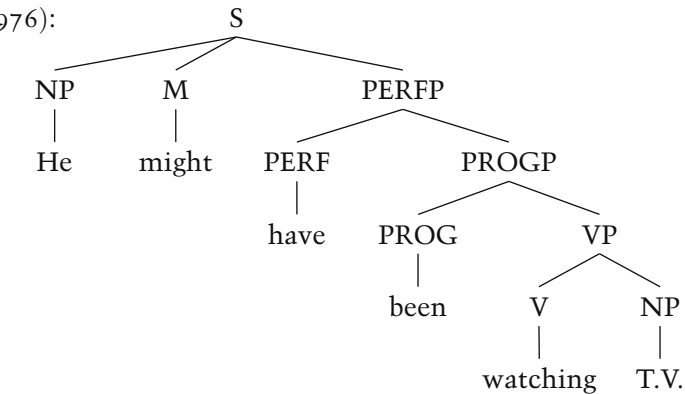 976): S
NP M PERFP
He might PERF PROGP
have PROG VP
been V NP
watching T.V.